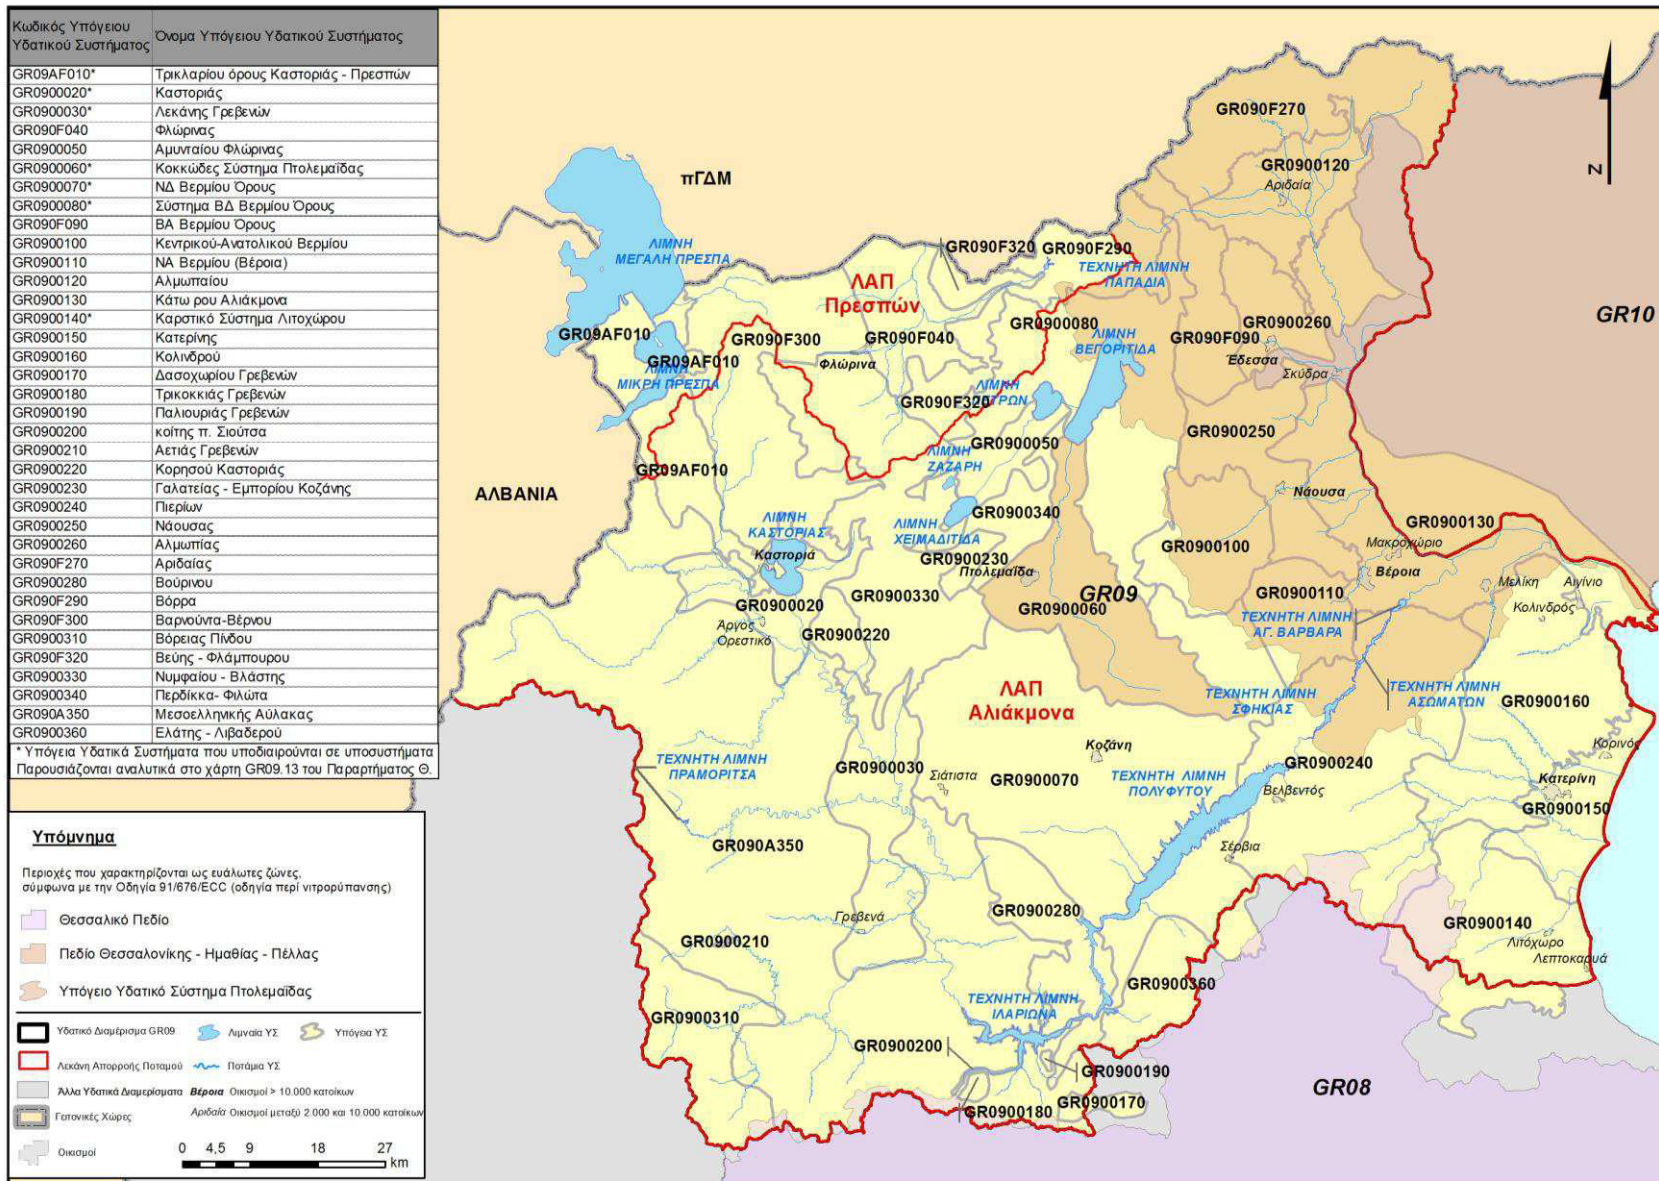 Κωδικός Υπόγειου Υδατικού Συστήματος Όνομα Υπόγειου Υδατικού Συστήματος
GR09AF010* Τρικλαρίου όρους Καστοριάς - Πρεσπών
GR0900020* Καστοριάς
GR0900030* Λεκάνης Γρεβενών
GR090F040 Φλώρινας
GR0900050 Αμυνταίου Φλώρινας
GR0900060* Κοκκώδες Σύστημα Πτολεμαΐδας
GR0900070* ΝΔ Βερμίου Όρους
GR0900080* Σύστημα ΒΔ Βερμίου Όρους
GR090F090 ΒΑ Βερμίου Όρους
GR0900100 Κεντρικού-Ανατολικού Βερμίου
GR0900110 ΝΑ Βερμίου (Βέροια)
GR0900120 Αλμωπαίου
GR0900130 Κάτω ρου Αλιάκμονα
GR0900140* Καρστικό Σύστημα Λιτοχώρου
GR0900150 Κατερίνης
GR0900160 Κολινδρού
GR0900170 Δασοχωρίου Γρεβενών
GR0900180 Τρικοκκιάς Γρεβενών
GR0900190 Παλιουριάς Γρεβενών
GR0900200 κοίτης π. Σιούτσα
GR0900210 Αετιάς Γρεβενών
GR0900220 Κορησού Καστοριάς
GR0900230 Γαλατείας - Εμπορίου Κοζάνης
GR0900240 Πιερίων
GR0900250 Νάουσας
GR0900260 Αλμωπίας
GR090F270 Αριδαίας
GR0900280 Βούρινου
GR090F290 Βόρρα
GR090F300 Βαρνούντα-Βέρνου
GR0900310 Βόρειας Πίνδου
GR090F320 Βεύης - Φλάμπουρου
GR0900330 Νυμφαίου - Βλάστης
GR0900340 Περδίκκα- Φιλώτα
GR090A350 Μεσοελληνικής Αύλακας
GR0900360 Ελάτης - Λιβαδερού
* Υπόγεια Υδατικά Συστήματα που υποδιαιρούνται σε υποσυστήματα
Παρουσιάζονται αναλυτικά στο χάρτη GR09.13 του Παραρτήματος Θ.
Υπόμνημα
Περιοχές που χαρακτηρίζονται ως ευάλωτες ζώνες,
σύμφωνα με την Οδηγία 91/676/ECC (οδηγία περί νιτρορύπανσης)
Θεσσαλικό Πεδίο
Πεδίο Θεσσαλονίκης - Ημαθίας - Πέλλας
Υπόγειο Υδατικό Σύστημα Πτολεμαΐδας
Υδατικό Διαμέρισμα GR09 Λιμναία ΥΣ Υπόγεια ΥΣ
Λεκάνη Απορροής Ποταμού Ποτάμια ΥΣ
Άλλα Υδατικά Διαμερίσματα Βέροια Οικισμοί > 10.000 κατοίκων
Γειτονικές Χώρες Αριδαία Οικισμοί μεταξύ 2.000 και 10.000 κατοίκων
Οικισμοί
0 4,5 9 18 27
km
N
GR090F270
GR0900120
Αριδαία
πΓΔΜ
GR090F320 GR090F290
ΛΙΜΝΗ
ΜΕΓΑΛΗ ΠΡΕΣΠΑ
ΤΕΧΝΗΤΗ ΛΙΜΝΗ
ΠΑΠΑΔΙΑ
ΛΑΠ
Πρεσπών
GR10
GR09AF010
GR09AF010
ΛΙΜΝΗ
ΜΙΚΡΗ ΠΡΕΣΠΑ
GR090F300
GR090F040
Φλώρινα
GR0900080
ΛΙΜΝΗ
ΒΕΓΟΡΙΤΙΔΑ
GR0900260
GR090F090
Έδεσσα
Σκύδρα
ΛΙΜΝΗ
GR090F320
GR0900050
GR0900250
GR09AF010
ΛΙΜΝΗ
ΖΑΖΑΡΗ
ΑΛΒΑΝΙΑ
Νάουσα
ΛΙΜΝΗ
ΚΑΣΤΟΡΙΑΣ
Καστοριά
ΛΙΜΝΗ
ΧΕΙΜΑΔΙΤΙΔΑ
GR0900340
GR0900130
Μακροχώριο
GR0900100
GR0900230
Πτολεμαΐδα
Βέροια
Μελίκη
Αιγίνιο
Κολινδρός
GR0900020
GR0900330
GR0900060
GR09
GR0900110
Άργος
Ορεστικό
GR0900220
ΤΕΧΝΗΤΗ ΛΙΜΝΗ
ΑΓ. ΒΑΡΒΑΡΑ
ΛΑΠ
Αλιάκμονα
ΤΕΧΝΗΤΗ ΛΙΜΝΗ
ΣΦΗΚΙΑΣ
ΤΕΧΝΗΤΗ ΛΙΜΝΗ
ΑΣΩΜΑΤΩΝ
GR0900160
Κορινός
ΤΕΧΝΗΤΗ ΛΙΜΝΗ
ΠΡΑΜΟΡΙΤΣΑ
GR0900030
Σιάτιστα
GR0900070
Κοζάνη
ΤΕΧΝΗΤΗ ΛΙΜΝΗ
ΠΟΛΥΦΥΤΟΥ
GR0900240
Βελβεντός
Κατερίνη
GR0900150
GR090A350
Σέρβια
Γρεβενά
GR0900280
GR0900140
Λιτόχωρο
Λεπτοκαρυά
GR0900210
GR0900360
ΤΕΧΝΗΤΗ ΛΙΜΝΗ
ΙΛΑΡΙΩΝΑ
GR0900310
GR0900200
GR0900190
GR0900180
GR0900170
GR08